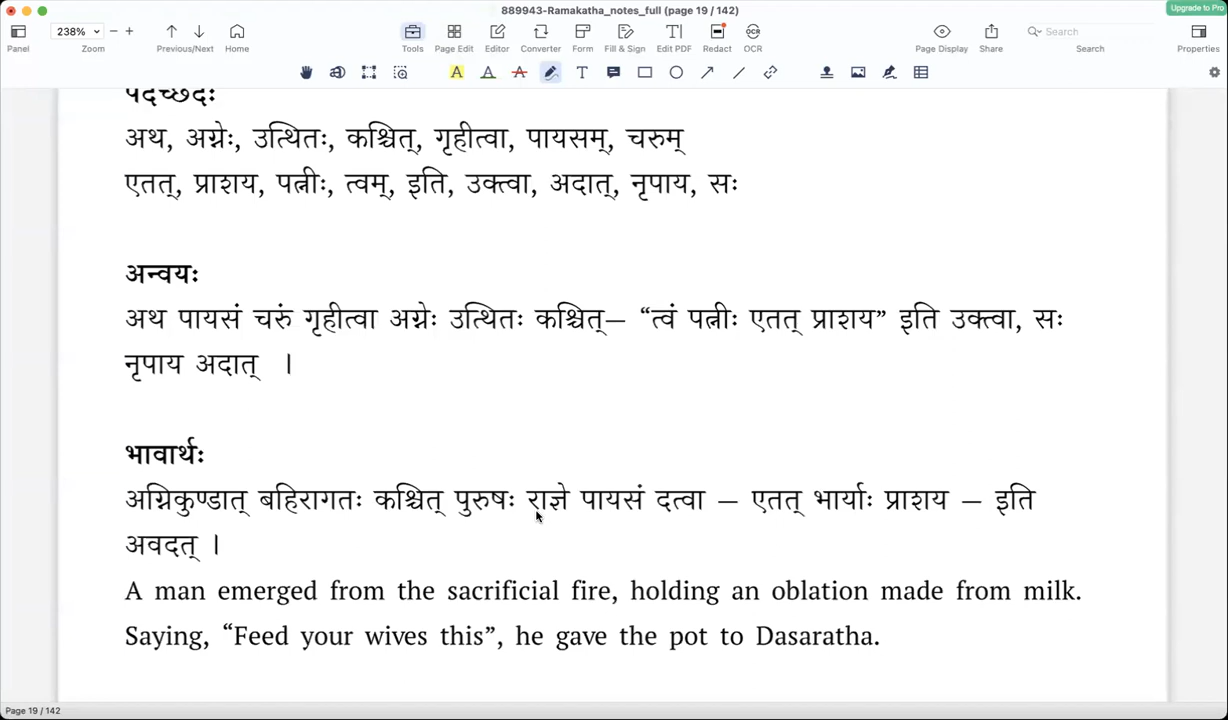 889943-Ramakatha_notes_full (page 19 / 142)
Upgrade to Pro
238%
Search
Panel Zoom Previous/Next Home Tools Page Edit Editor Converter Form Fill & Sign Edit PDF Redact OCR Page Display Share Search Properties
पदच्छेदः
अथ, अग्नेः, उत्थितः, कश्चित्, गृहीत्वा, पायसम्, चरुम्
एतत्, प्राशय, पत्नीः, त्वम्, इति, उक्त्वा, अदात्, नृपाय, सः
अन्वयः
अथ पायसं चरुं गृहीत्वा अग्नेः उत्थितः कश्चित्— “त्वं पत्नीः एतत् प्राशय” इति उक्त्वा, सः
नृपाय अदात् ।
भावार्थः
अग्निकुण्डात् बहिरागतः कश्चित् पुरुषः राज्ञे पायसं दत्वा – एतत् भार्याः प्राशय – इति
अवदत् ।
A man emerged from the sacrificial fire, holding an oblation made from milk.
Saying, “Feed your wives this”, he gave the pot to Dasaratha.
Page 19 / 142